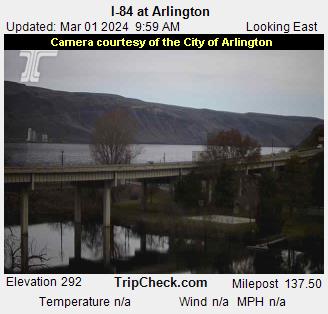 I-84 at Arlington
Updated: Mar 01 2024 9:59 AM Looking East
Camera courtesy of the City of Arlington
Elevation 292 TripCheck.com Milepost 137.50
Temperature n/a Wind n/a MPH n/a